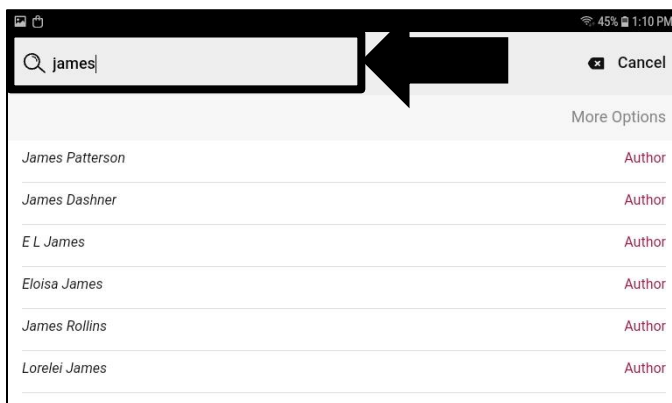 45% 1:10 PM
james Cancel
More Options
James Patterson Author
James Dashner Author
E L James Author
Eloisa James Author
James Rollins Author
Lorelei James Author